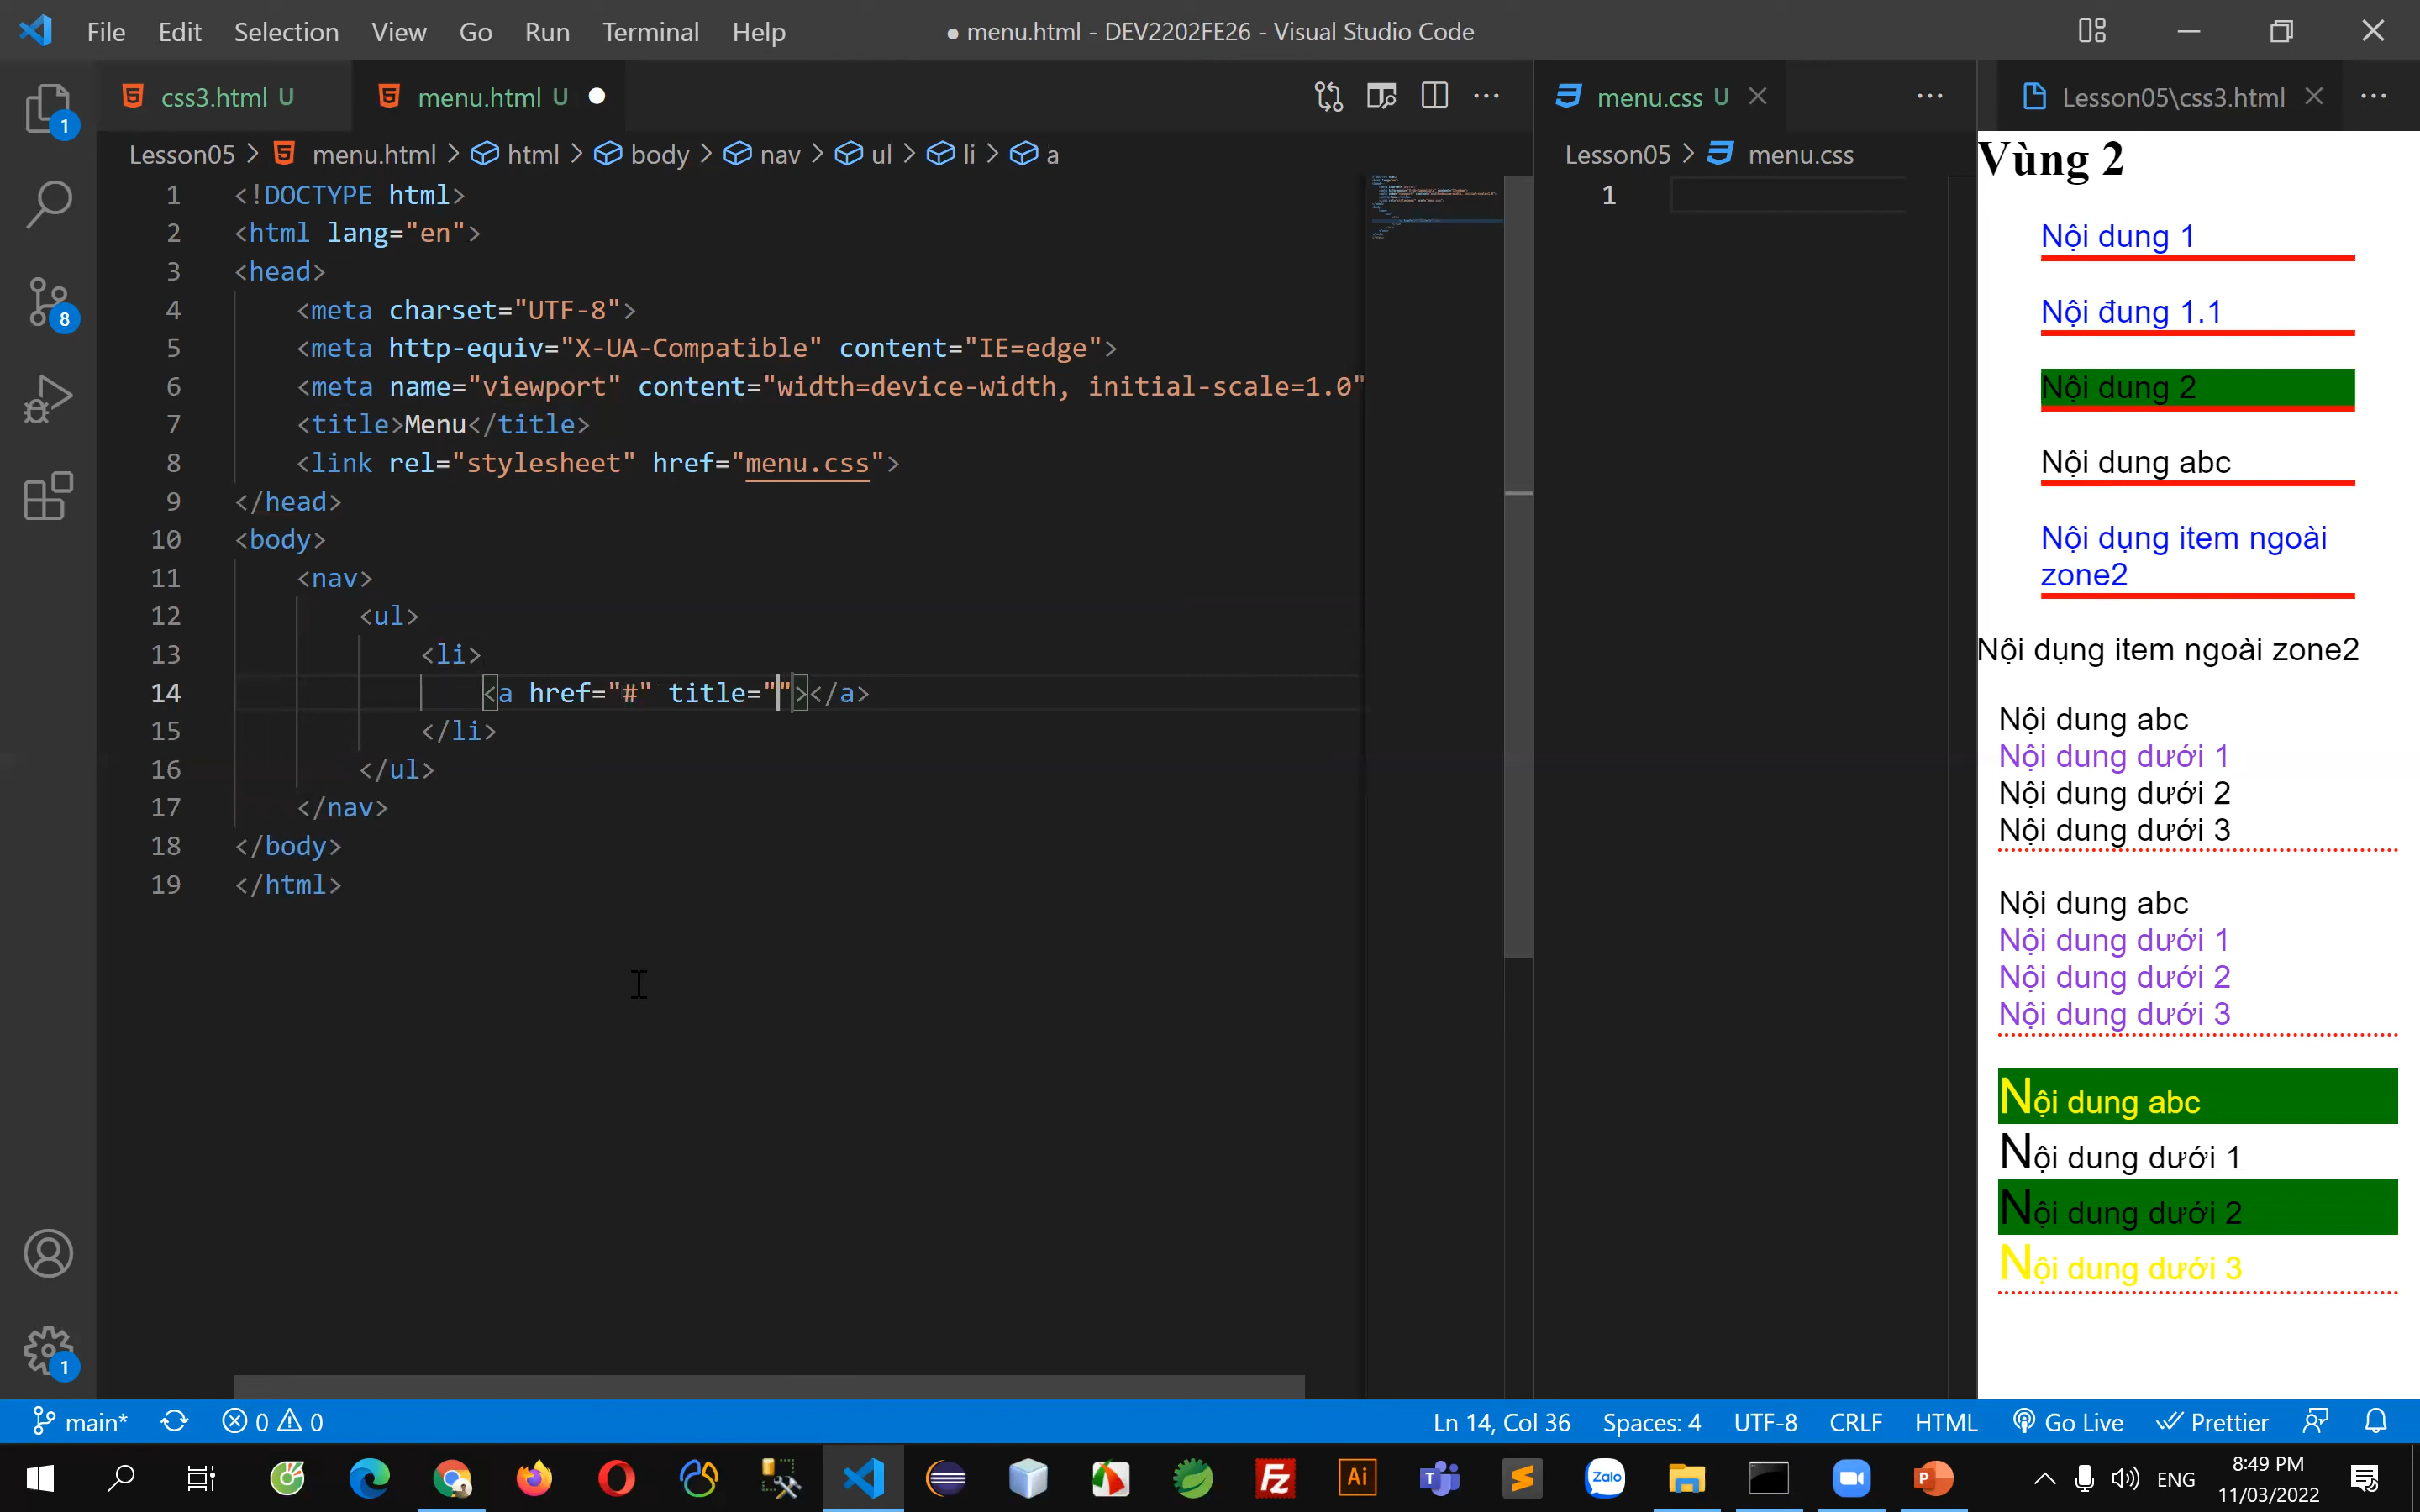 File Edit Selection View Go Run Terminal Help
● menu.html - DEV2202FE26 - Visual Studio Code
css3.html U
menu.html U
menu.css U
Lesson05\css3.html
Lesson05 > menu.html > html > body > nav > ul > li > a
Lesson05 > menu.css
1 <!DOCTYPE html>
2 <html lang="en">
3 <head>
4 <meta charset="UTF-8">
5 <meta http-equiv="X-UA-Compatible" content="IE=edge">
6 <meta name="viewport" content="width=device-width, initial-scale=1.0"
7 <title>Menu</title>
8 <link rel="stylesheet" href="menu.css">
9 </head>
10 <body>
11 <nav>
12 <ul>
13 <li>
14 <a href="#" title=""></a>
15 </li>
16 </ul>
17 </nav>
18 </body>
19 </html>
1
Vùng 2
Nội dung 1
Nội đung 1.1
Nội dung 2
Nội dung abc
Nội dụng item ngoài
zone2
Nội dụng item ngoài zone2
Nội dung abc
Nội dung dưới 1
Nội dung dưới 2
Nội dung dưới 3
Nội dung abc
Nội dung dưới 1
Nội dung dưới 2
Nội dung dưới 3
Nội dung abc
Nội dung dưới 1
Nội dung dưới 2
Nội dung dưới 3
1
8
1
main* 0 0
Ln 14, Col 36 Spaces: 4 UTF-8 CRLF HTML Go Live Prettier
Fz
Ai
T
Zalo
P
ENG
8:49 PM
11/03/2022